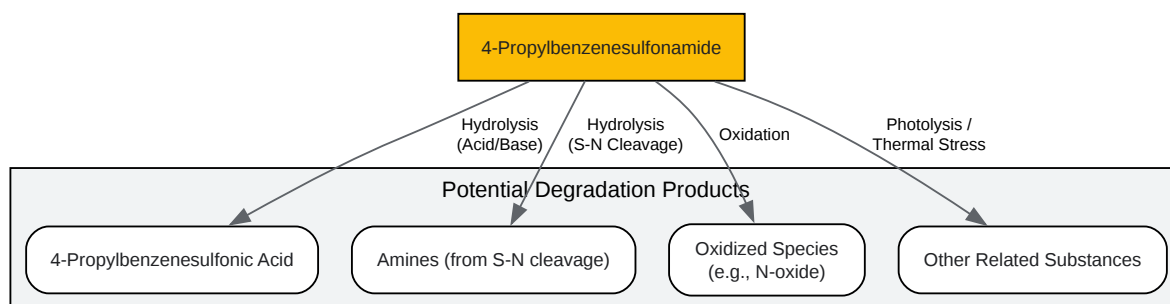 4-Propylbenzenesulfonamide
Hydrolysis
(Acid/Base)
Hydrolysis
(S-N Cleavage)
Oxidation
Photolysis /
Thermal Stress
Potential Degradation Products
4-Propylbenzenesulfonic Acid
Amines (from S-N cleavage)
Oxidized Species
(e.g., N-oxide)
Other Related Substances